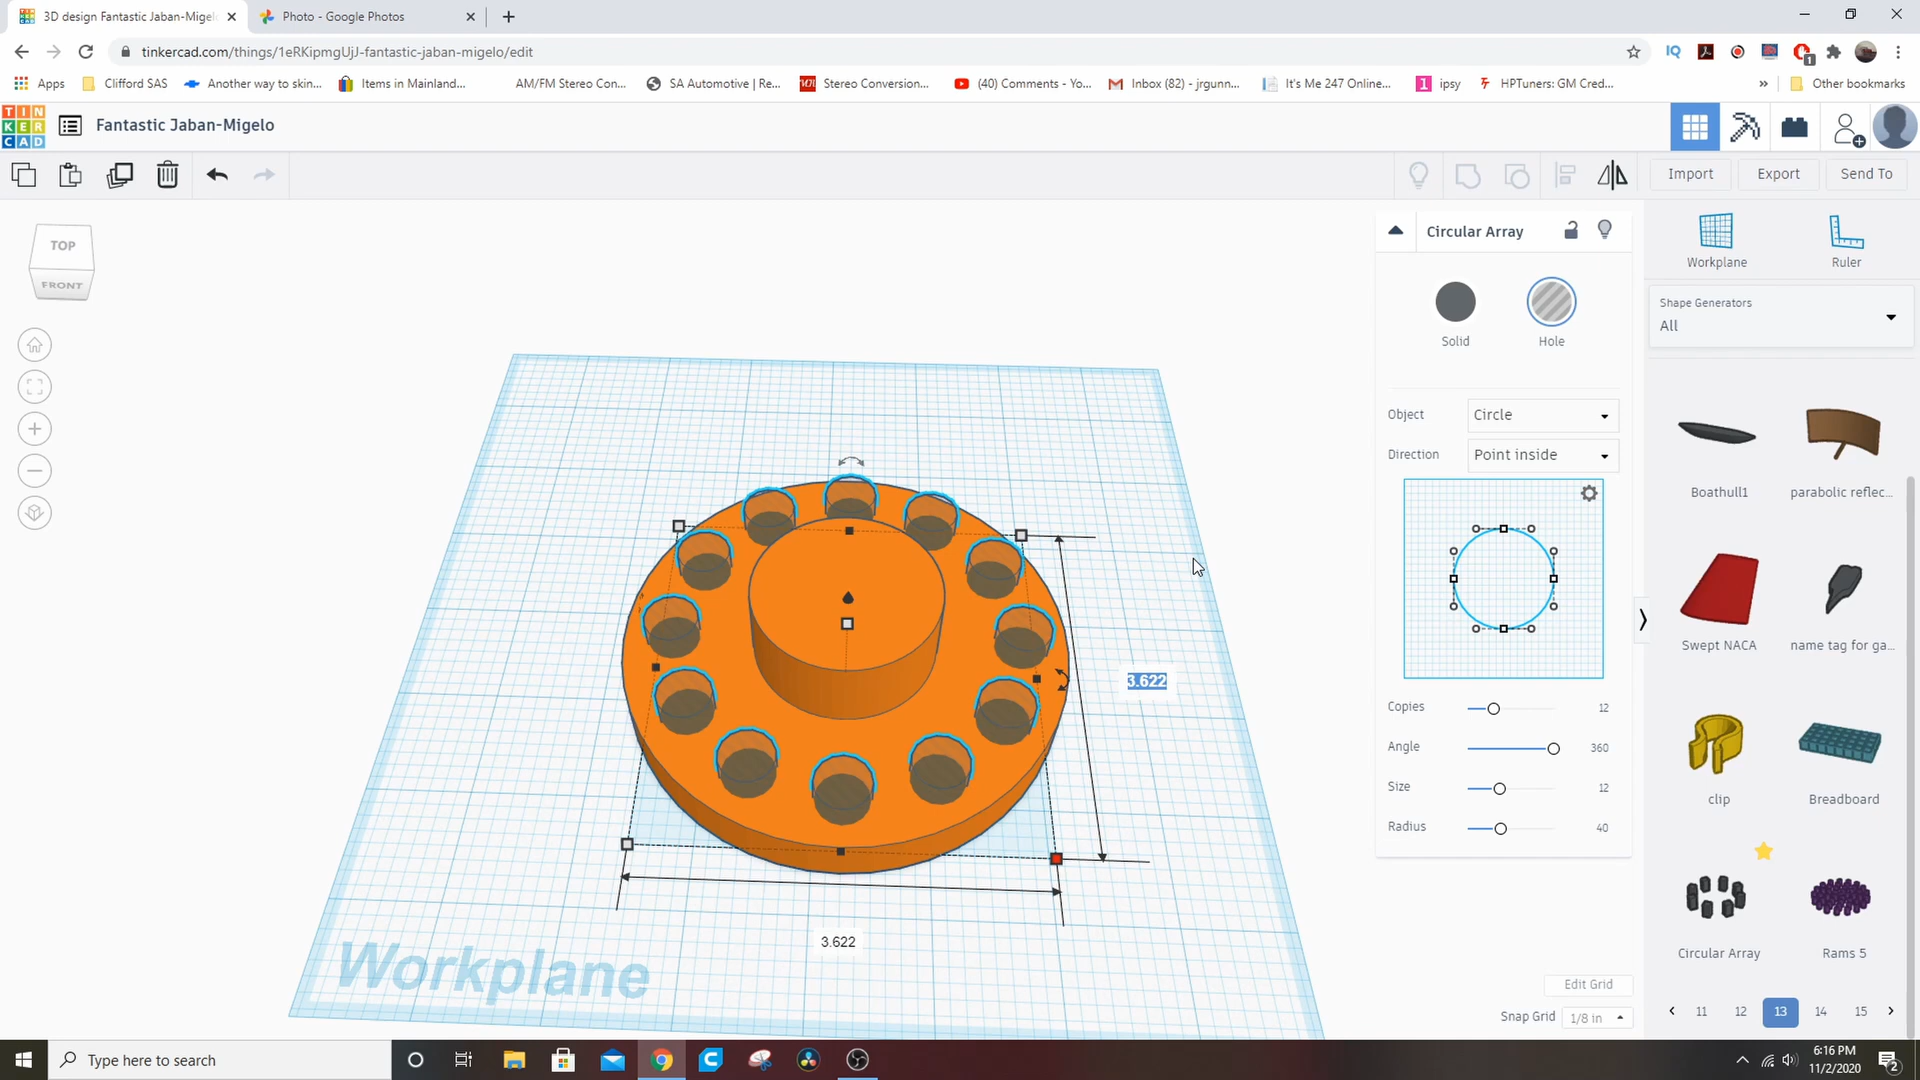 3D design Fantastic Jaban-Migel
Photo - Google Photos
tinkercad.com/things/1eRKipmgUjJ-fantastic-jaban-migelo/edit
IQ
1
Apps
Clifford SAS
Another way to skin...
Items in Mainland...
AM/FM Stereo Con...
SA Automotive | Re...
Stereo Conversion...
(40) Comments - Yo...
Inbox (82) - jrgunn...
It's Me 247 Online...
ipsy
HPTuners: GM Cred...
»
Other bookmarks
TIN
KER
CAD
Fantastic Jaban-Migelo
Import
Export
Send To
TOP
FRONT
Circular Array
Solid
Hole
Object
Circle
Direction
Point inside
Copies
12
Angle
360
Size
12
Radius
40
Workplane
Ruler
Shape Generators
All
Boathull1
parabolic reflec...
Swept NACA
name tag for ga...
clip
Breadboard
Circular Array
Rams 5
11
12
13
14
15
3.622
3.622
Workplane
Edit Grid
Snap Grid
1/8 in
Type here to search
6:16 PM
11/2/2020
2